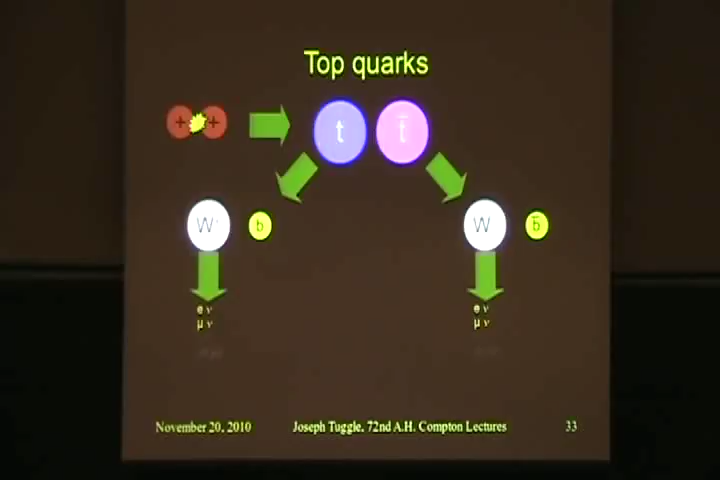 Top quarks
+ +
t t̄
W⁺ b
W b̄
e ν
μ ν
e ν
μ ν
November 20, 2010 Joseph Tuggle, 72nd A.H. Compton Lectures 33